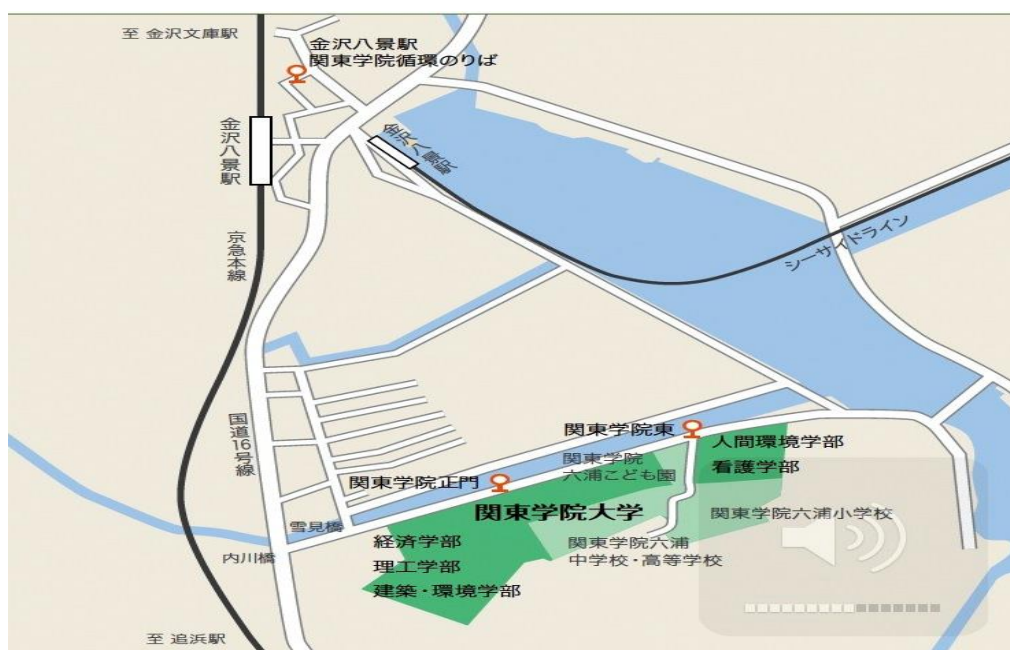 至 金沢文庫駅
金沢八景駅
関東学院循環のりば
金沢八景駅
金沢八景駅
京急本線
シーサイドライン
国道16号線
関東学院東
人間環境学部
看護学部
関東学院
六浦こども園
関東学院正門
関東学院大学
関東学院六浦小学校
雪見橋
内川橋
経済学部
理工学部
建築・環境学部
関東学院六浦
中学校・高等学校
至 追浜駅